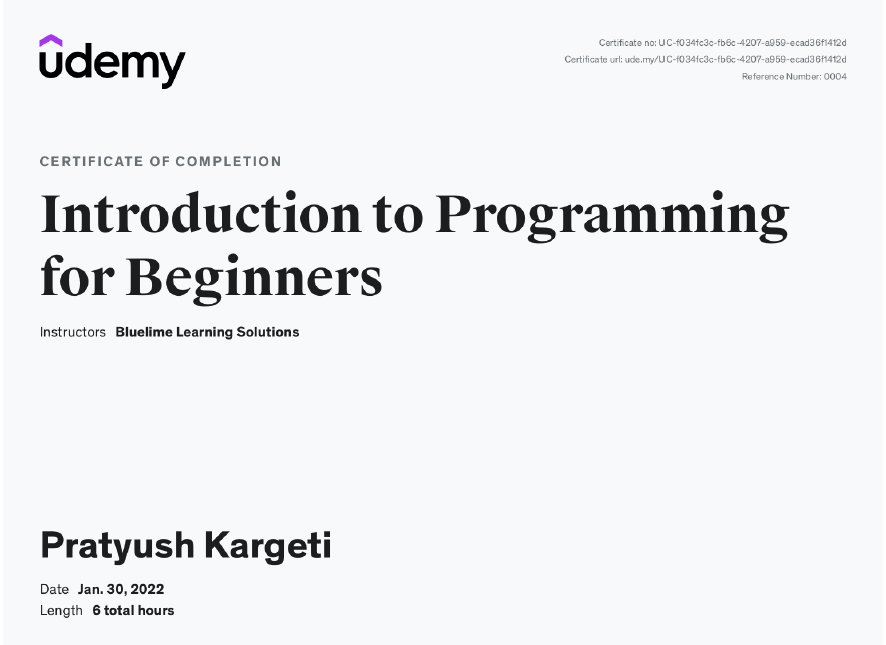 udemy
Certificate no: UC-f034fc3c-fb6c-4207-a959-ecad36f1412d
Certificate url: ude.my/UC-f034fc3c-fb6c-4207-a959-ecad36f1412d
Reference Number: 0004
CERTIFICATE OF COMPLETION
Introduction to Programming
for Beginners
Instructors Bluelime Learning Solutions
Pratyush Kargeti
Date Jan. 30, 2022
Length 6 total hours